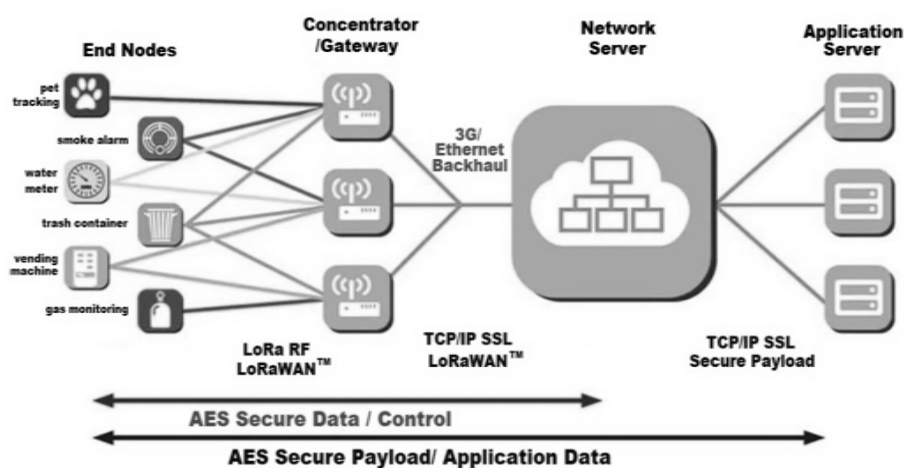 End Nodes
Concentrator
/Gateway
Network
Server
Application
Server
pet
tracking
smoke alarm
water
meter
trash container
vending
machine
gas monitoring
3G/
Ethernet
Backhaul
LoRa RF
LoRaWAN™
TCP/IP SSL
LoRaWAN™
TCP/IP SSL
Secure Payload
AES Secure Data / Control
AES Secure Payload/ Application Data